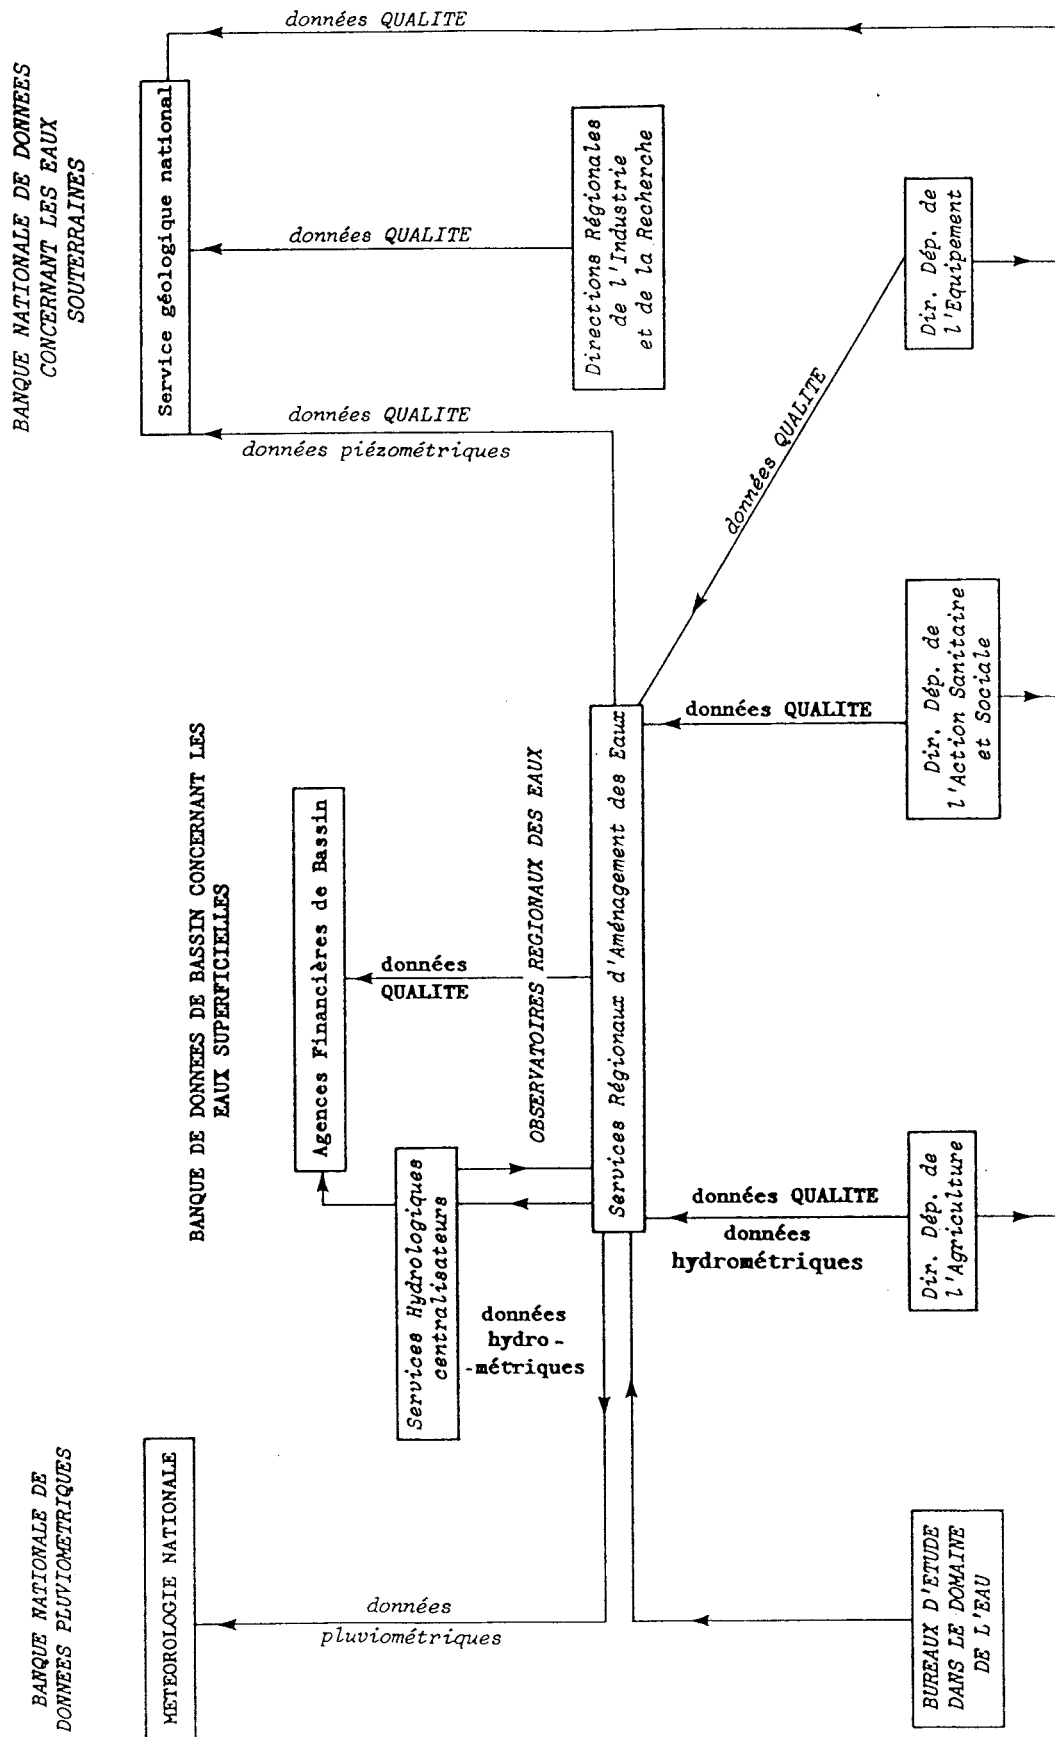 BANQUE NATIONALE DE
DONNEES PLUVIOMETRIQUES
METEOROLOGIE NATIONALE
données
pluviométriques
BUREAUX D'ETUDE
DANS LE DOMAINE
DE L'EAU
BANQUE DE DONNEES DE BASSIN CONCERNANT LES
EAUX SUPERFICIELLES
Agences Financières de Bassin
Services Hydrologiques
centralisateurs
données
QUALITE
données
hydro-
-métriques
OBSERVATOIRES REGIONAUX DES EAUX
Services Régionaux d'Aménagement des Eaux
données QUALITE
données
hydrométriques
Dir. Dép. de
l'Agriculture
données QUALITE
Dir. Dép. de
l'Action Sanitaire
et Sociale
BANQUE NATIONALE DE DONNEES
CONCERNANT LES EAUX
SOUTERRAINES
Service géologique national
données QUALITE
données piézométriques
données QUALITE
Directions Régionales
de l'Industrie
et de la Recherche
données QUALITE
données QUALITE
Dir. Dép. de
l'Equipement